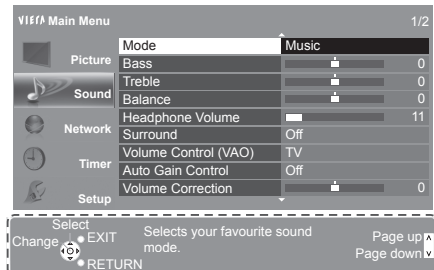 VIErA Main Menu 1/2
Picture
Sound
Network
Timer
Setup
Mode Music
Bass 0
Treble 0
Balance 0
Headphone Volume 11
Surround Off
Volume Control (VAO) TV
Auto Gain Control Off
Volume Correction 0
Select
Change
EXIT
RETURN
Selects your favourite sound
mode.
Page up
Page down